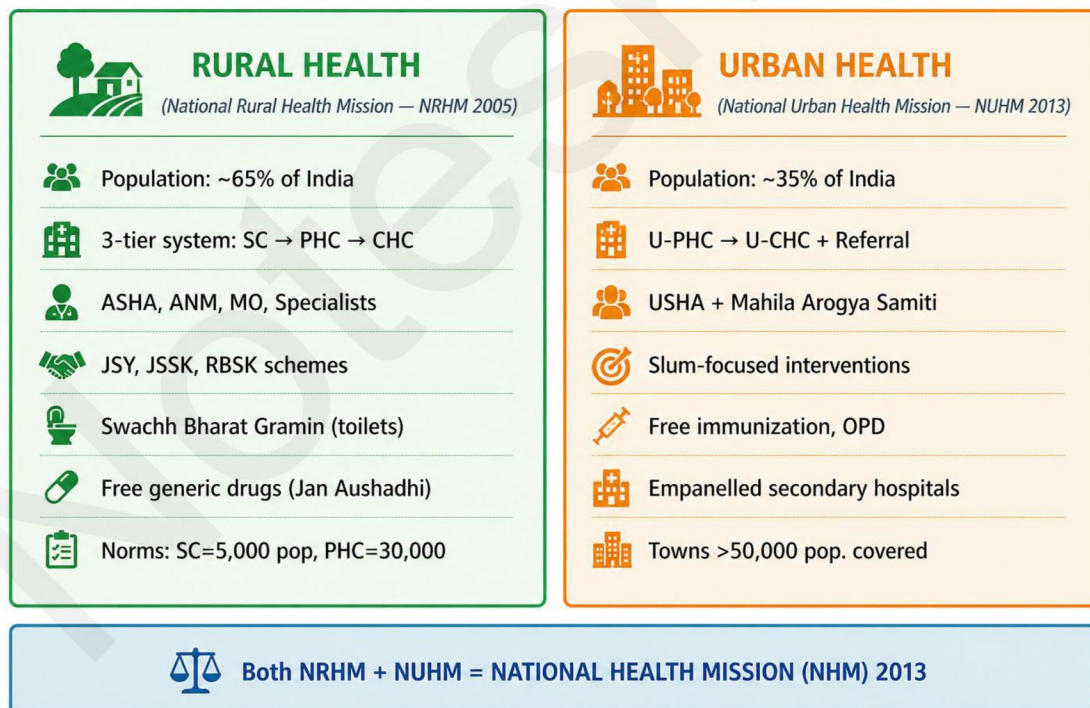 RURAL HEALTH
(National Rural Health Mission — NRHM 2005)
Population: ~65% of India
3-tier system: SC → PHC → CHC
ASHA, ANM, MO, Specialists
JSY, JSSK, RBSK schemes
Swachh Bharat Gramin (toilets)
Free generic drugs (Jan Aushadhi)
Norms: SC=5,000 pop, PHC=30,000
URBAN HEALTH
(National Urban Health Mission — NUHM 2013)
Population: ~35% of India
U-PHC → U-CHC + Referral
USHA + Mahila Arogya Samiti
Slum-focused interventions
Free immunization, OPD
Empanelled secondary hospitals
Towns >50,000 pop. covered
Both NRHM + NUHM = NATIONAL HEALTH MISSION (NHM) 2013